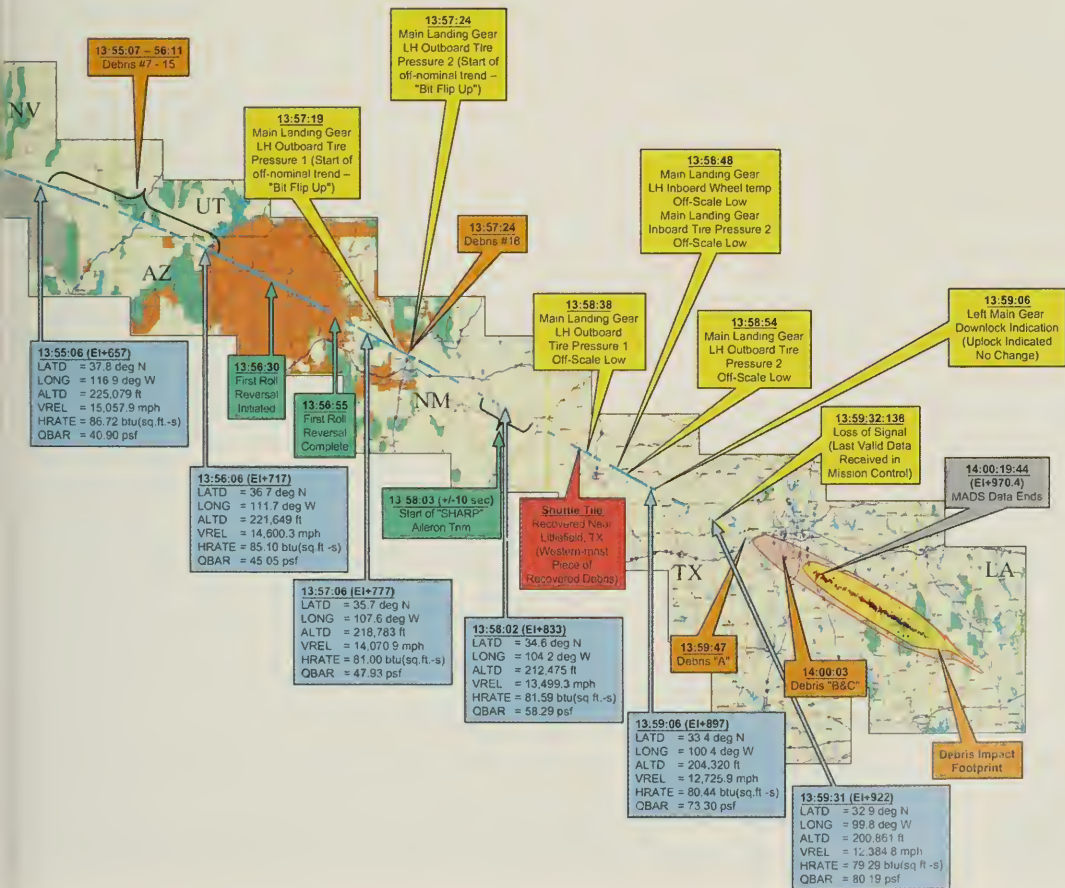 13:55:07 – 56:11
Debris #7 - 15
13:57:24
Main Landing Gear
LH Outboard Tire
Pressure 2 (Start of
off-nominal trend –
"Bit Flip Up")
13:57:19
Main Landing Gear
LH Outboard Tire
Pressure 1 (Start of
off-nominal trend –
"Bit Flip Up")
13:57:24
Debris #16
13:58:48
Main Landing Gear
LH Inboard Wheel temp
Off-Scale Low
Main Landing Gear
Inboard Tire Pressure 2
Off-Scale Low
13:58:38
Main Landing Gear
LH Outboard
Tire Pressure 1
Off-Scale Low
13:58:54
Main Landing Gear
LH Outboard Tire
Pressure 2
Off-Scale Low
13:59:06
Left Main Gear
Downlock Indication
(Uplock Indicated
No Change)
13:59:32:136
Loss of Signal
(Last Valid Data
Received in
Mission Control)
14:00:19:44
(EI+970.4)
MADS Data Ends
NV
UT
AZ
NM
TX
LA
13:55:06 (EI+657)
LATD = 37.8 deg N
LONG = 116.9 deg W
ALTD = 225,079 ft
VREL = 15,057.9 mph
HRATE = 86.72 btu(sq.ft.-s)
QBAR = 40.90 psf
13:56:30
First Roll
Reversal
Initiated
13:56:55
First Roll
Reversal
Complete
13:56:06 (EI+717)
LATD = 36.7 deg N
LONG = 111.7 deg W
ALTD = 221,649 ft
VREL = 14,600.3 mph
HRATE = 85.10 btu(sq.ft -s)
QBAR = 45.05 psf
13:58:03 (+/-10 sec)
Start of "SHARP"
Aileron Trim
Shuttle Tile
Recovered Near
Littlefield, TX
(Western-most
Piece of
Recovered Debris)
13:57:06 (EI+777)
LATD = 35.7 deg N
LONG = 107.6 deg W
ALTD = 218,783 ft
VREL = 14,070.9 mph
HRATE = 81.00 btu(sq.ft.-s)
QBAR = 47.93 psf
13:58:02 (EI+833)
LATD = 34.6 deg N
LONG = 104.2 deg W
ALTD = 212,475 ft
VREL = 13,499.3 mph
HRATE = 81.59 btu(sq.ft.-s)
QBAR = 58.29 psf
13:59:47
Debris "A"
14:00:03
Debris "B&C"
Debris Impact
Footprint
13:59:06 (EI+897)
LATD = 33.4 deg N
LONG = 100.4 deg W
ALTD = 204,320 ft
VREL = 12,725.9 mph
HRATE = 80.44 btu(sq.ft -s)
QBAR = 73.30 psf
13:59:31 (EI+922)
LATD = 32.9 deg N
LONG = 99.8 deg W
ALTD = 200,861 ft
VREL = 12,384.8 mph
HRATE = 79.29 btu(sq ft -s)
QBAR = 80.19 psf